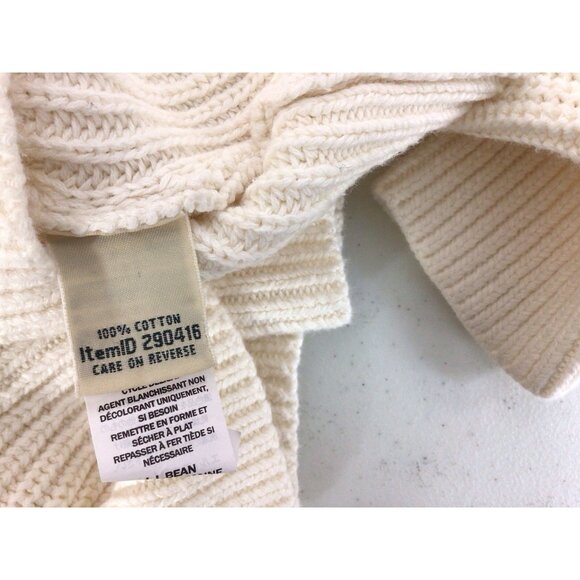 100% COTTON
ItemID 290416
CARE ON REVERSE
AGENT BLANCHISSANT NON
DÉCOLORANT UNIQUEMENT,
SI BESOIN
REMETTRE EN FORME ET
SÉCHER À PLAT
REPASSER À FER TIÈDE SI
NÉCESSAIRE
BEAN